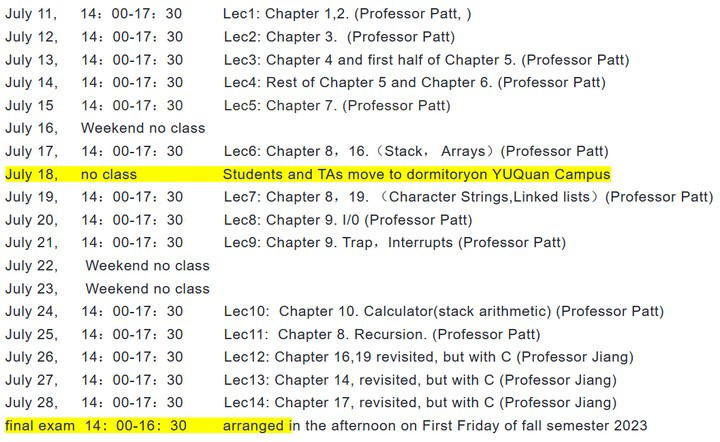 July 11, 14：00-17：30 Lec1: Chapter 1,2. (Professor Patt, )
July 12, 14：00-17：30 Lec2: Chapter 3. (Professor Patt)
July 13, 14：00-17：30 Lec3: Chapter 4 and first half of Chapter 5. (Professor Patt)
July 14, 14：00-17：30 Lec4: Rest of Chapter 5 and Chapter 6. (Professor Patt)
July 15 14：00-17：30 Lec5: Chapter 7. (Professor Patt)
July 16, Weekend no class
July 17, 14：00-17：30 Lec6: Chapter 8，16.（Stack， Arrays）(Professor Patt)
July 18, no class Students and TAs move to dormitoryon YUQuan Campus
July 19, 14：00-17：30 Lec7: Chapter 8，19. （Character Strings,Linked lists）(Professor Patt)
July 20, 14：00-17：30 Lec8: Chapter 9. I/0 (Professor Patt)
July 21, 14：00-17：30 Lec9: Chapter 9. Trap，Interrupts (Professor Patt)
July 22, Weekend no class
July 23, Weekend no class
July 24, 14：00-17：30 Lec10: Chapter 10. Calculator(stack arithmetic) (Professor Patt)
July 25, 14：00-17：30 Lec11: Chapter 8. Recursion. (Professor Patt)
July 26, 14：00-17：30 Lec12: Chapter 16,19 revisited, but with C (Professor Jiang)
July 27, 14：00-17：30 Lec13: Chapter 14, revisited, but with C (Professor Jiang)
July 28, 14：00-17：30 Lec14: Chapter 17, revisited, but with C (Professor Jiang)
final exam 14：00-16：30 arranged in the afternoon on First Friday of fall semester 2023